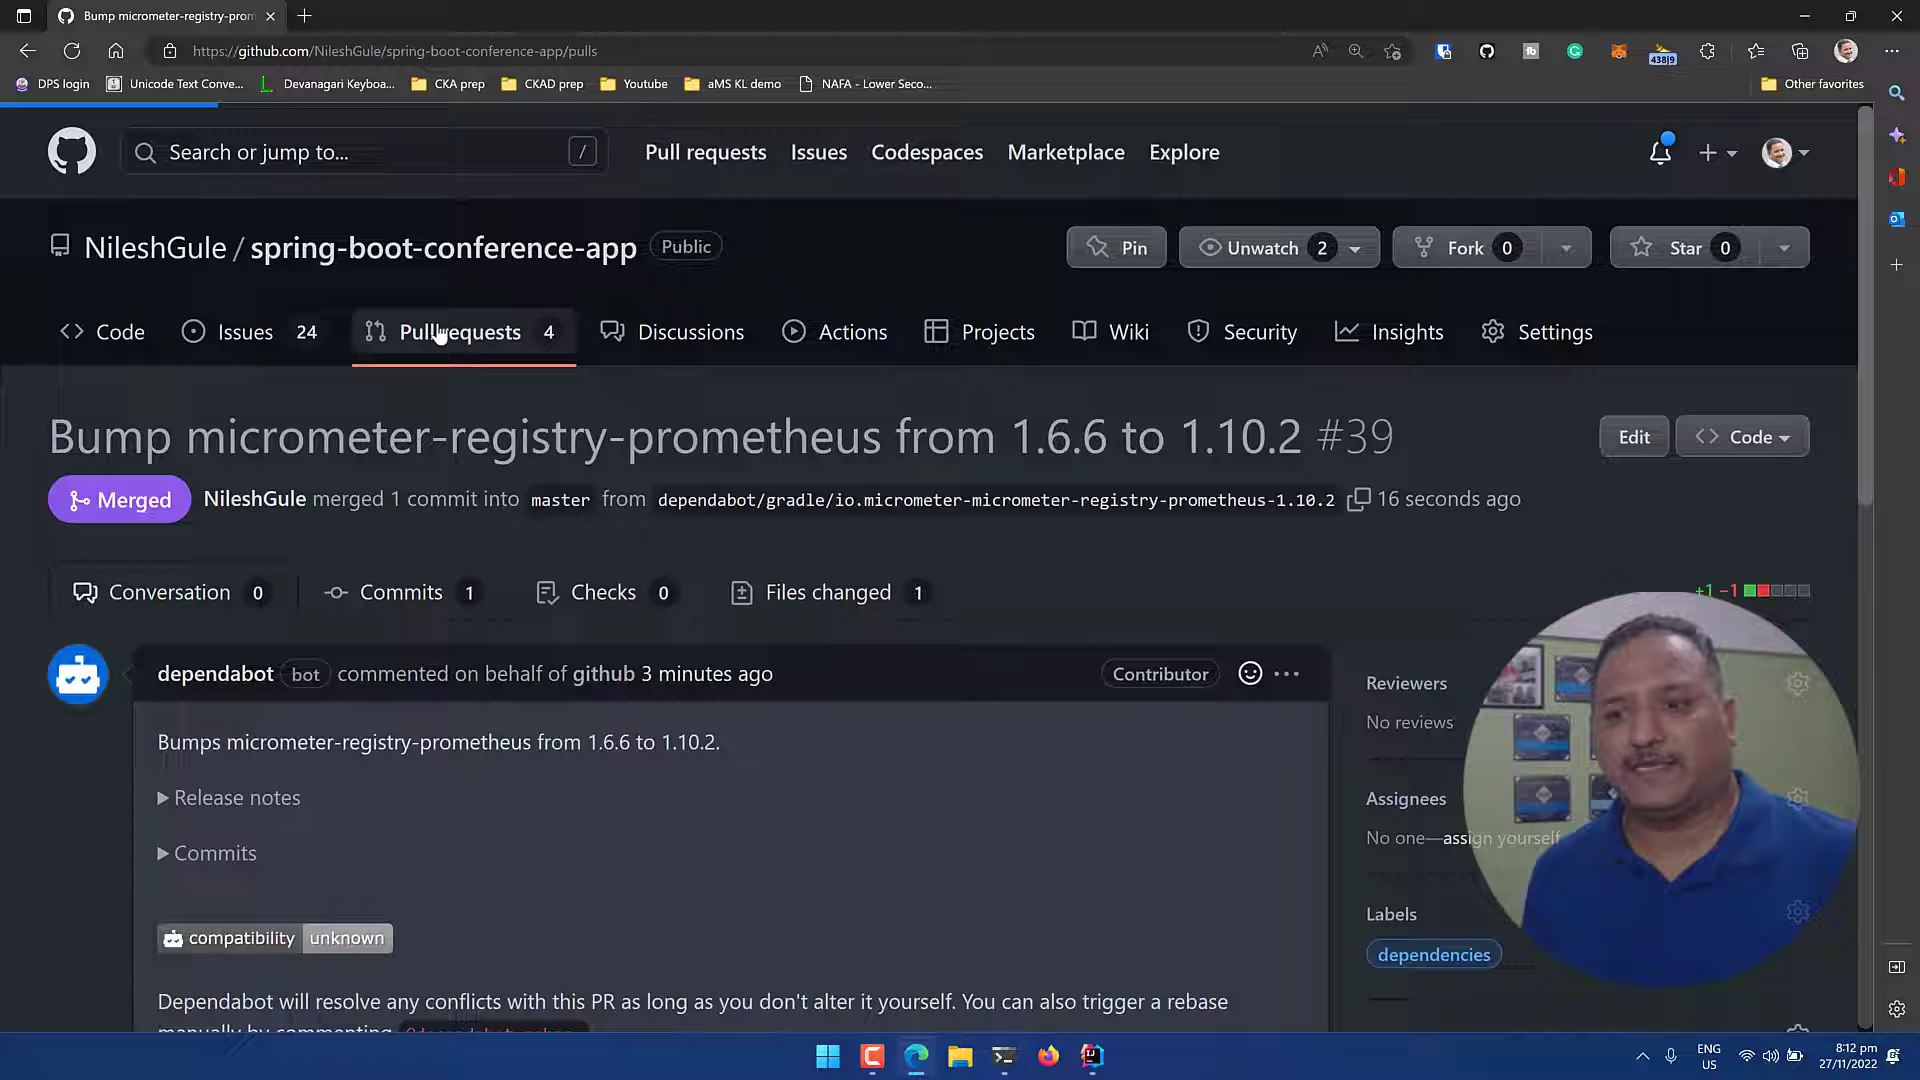 Bump micrometer-registry-prom
https://github.com/NileshGule/spring-boot-conference-app/pulls
438|9
DPS login
Unicode Text Conve...
Devanagari Keyboa...
CKA prep
CKAD prep
Youtube
aMS KL demo
NAFA - Lower Seco...
Other favorites
Search or jump to...
/
Pull requests
Issues
Codespaces
Marketplace
Explore
NileshGule / spring-boot-conference-app
Public
Pin
Unwatch 2
Fork 0
Star 0
Code
Issues 24
Pull requests 4
Discussions
Actions
Projects
Wiki
Security
Insights
Settings
Bump micrometer-registry-prometheus from 1.6.6 to 1.10.2 #39
Edit
Code
Merged
NileshGule merged 1 commit into master from dependabot/gradle/io.micrometer-micrometer-registry-prometheus-1.10.2 16 seconds ago
Conversation 0
Commits 1
Checks 0
Files changed 1
+1 −1
dependabot bot commented on behalf of github 3 minutes ago
Contributor
Bumps micrometer-registry-prometheus from 1.6.6 to 1.10.2.
Release notes
Commits
compatibility unknown
Dependabot will resolve any conflicts with this PR as long as you don't alter it yourself. You can also trigger a rebase
manually by commenting
Reviewers
No reviews
Assignees
No one—assign yourself
Labels
dependencies
ENG
US
8:12 pm
27/11/2022